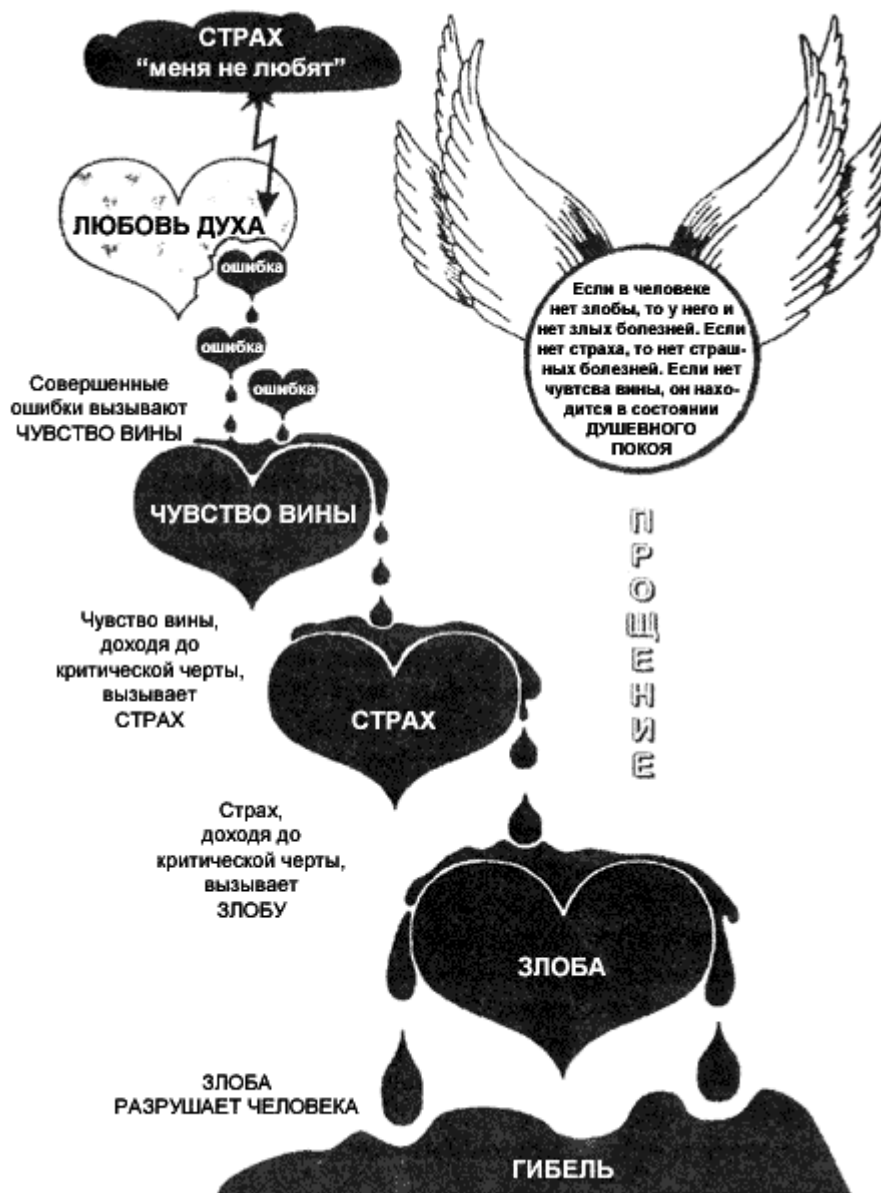 СТРАХ
“меня не любят”
ЛЮБОВЬ ДУХА
ошибка
ошибка
ошибка
Совершенные
ошибки вызывают
ЧУВСТВО ВИНЫ
ЧУВСТВО ВИНЫ
Чувство вины,
доходя до
критической черты,
вызывает
СТРАХ
СТРАХ
Страх,
доходя до
критической черты,
вызывает
ЗЛОБУ
ЗЛОБА
ЗЛОБА
РАЗРУШАЕТ ЧЕЛОВЕКА
ГИБЕЛЬ
Если в человеке
нет злобы, то у него и
нет злых болезней. Если
нет страха, то нет страш-
ных болезней. Если нет
чувтсва вины, он нахо-
дится в состоянии
ДУШЕВНОГО
ПОКОЯ
ПРОЩЕНИЕ